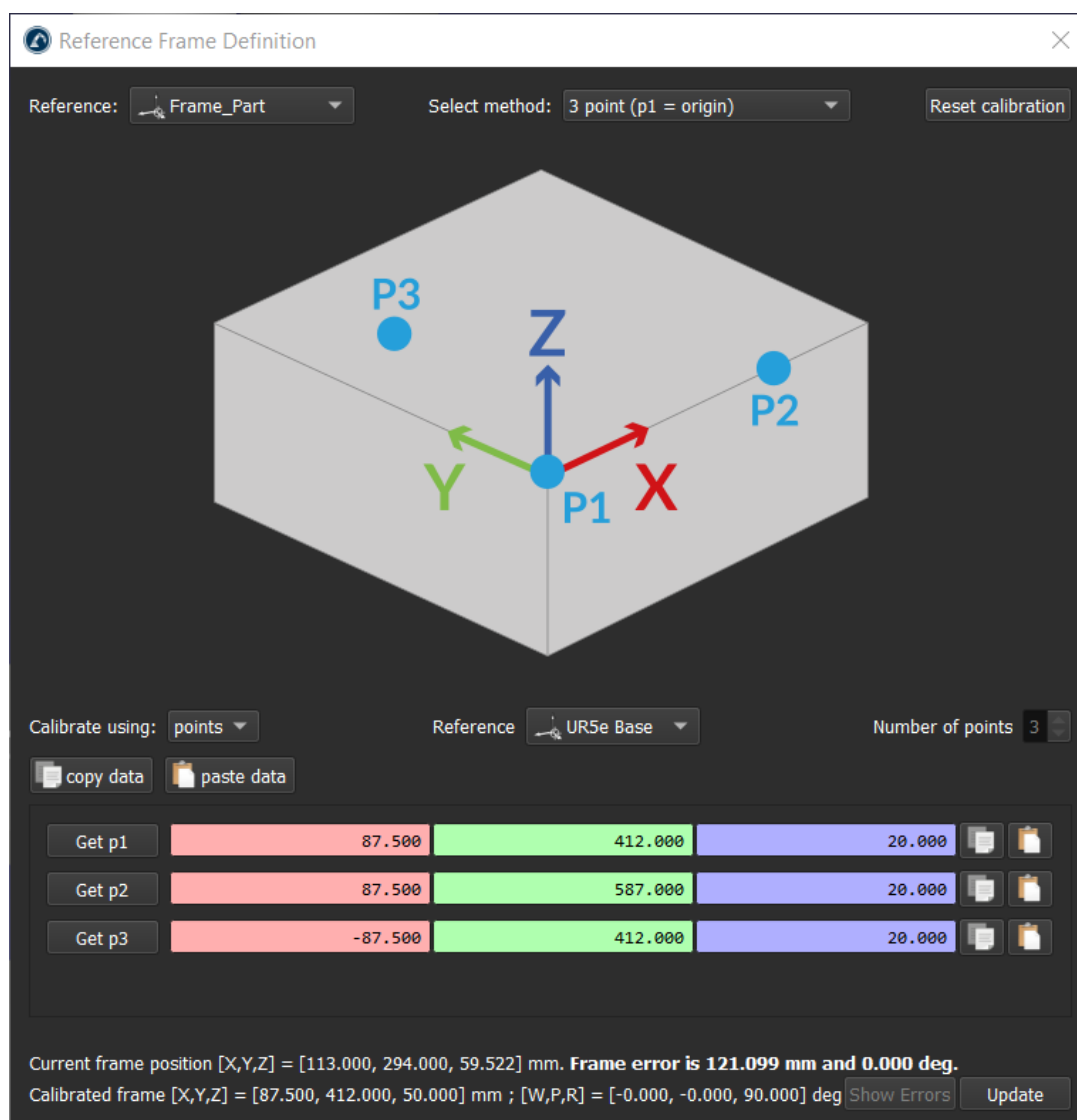 Reference Frame Definition
Reference: Frame_Part Select method: 3 point (p1 = origin) Reset calibration
P3
Z
P2
Y
X
P1
Calibrate using: points Reference UR5e Base Number of points 3
copy data paste data
Get p1 87.500 412.000 20.000
Get p2 87.500 587.000 20.000
Get p3 -87.500 412.000 20.000
Current frame position [X,Y,Z] = [113.000, 294.000, 59.522] mm. Frame error is 121.099 mm and 0.000 deg.
Calibrated frame [X,Y,Z] = [87.500, 412.000, 50.000] mm ; [W,P,R] = [-0.000, -0.000, 90.000] deg Show Errors Update